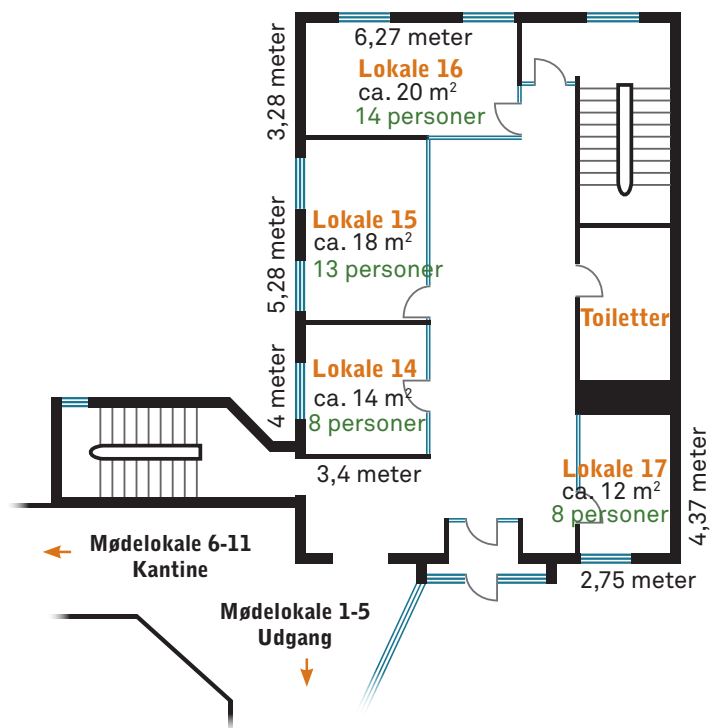 6,27 meter
3,28 meter
Lokale 16
ca. 20 m²
14 personer
Lokale 15
ca. 18 m²
13 personer
5,28 meter
Toiletter
Lokale 14
ca. 14 m²
8 personer
4 meter
3,4 meter
Lokale 17
ca. 12 m²
8 personer
4,37 meter
2,75 meter
Mødelokale 6-11
Kantine
Mødelokale 1-5
Udgang